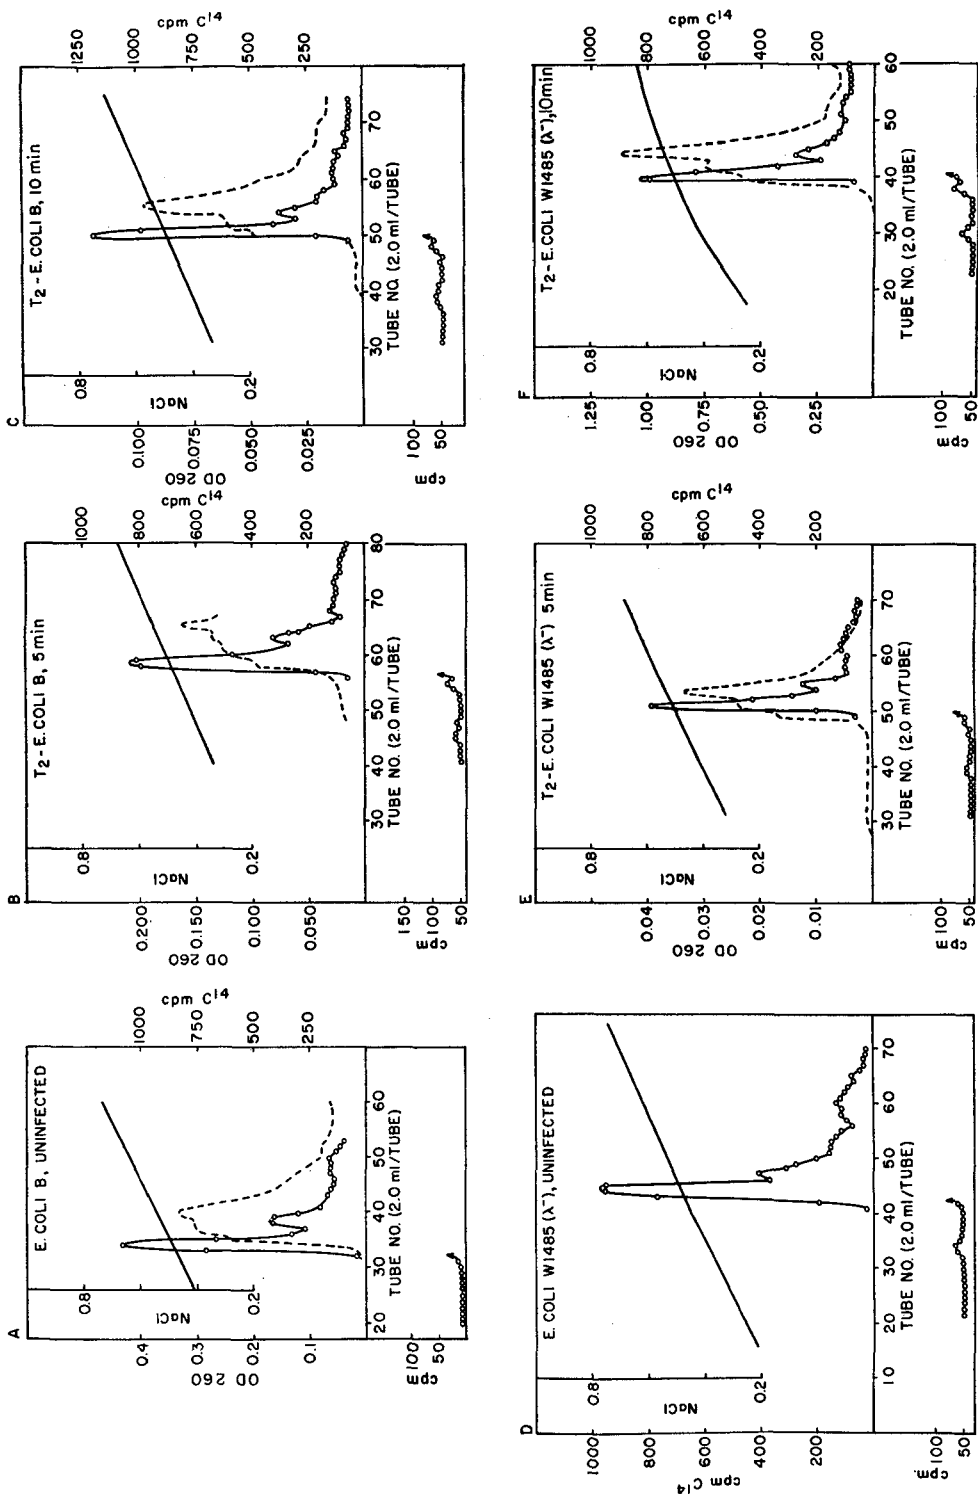 A
E. COLI B, UNINFECTED
0.8
0.2
NaCl
0.4
0.3
0.2
0.1
OD 260
1000
750
500
250
cpm C14
20
30
40
50
60
TUBE NO. (2.0 ml/TUBE)
100
50
cpm
B
T2-E.COLI B, 5 min
0.8
0.2
NaCl
0.200
0.150
0.100
0.050
OD 260
1000
800
600
400
200
cpm C14
30
40
50
60
70
80
TUBE NO. (2.0 ml/TUBE)
150
100
50
cpm
C
T2-E.COLI B, 10 min
0.8
0.2
NaCl
0.100
0.075
0.050
0.025
OD 260
1250
1000
750
500
250
cpm C14
30
40
50
60
70
TUBE NO. (2.0 ml/TUBE)
100
50
cpm
D
E. COLI W1485 (λ-), UNINFECTED
0.8
0.2
NaCl
1000
800
600
400
200
cpm C14
10
20
30
40
50
60
70
TUBE NO. (2.0 ml/TUBE)
100
50
cpm.
E
T2-E.COLI W1485 (λ-) 5 min
0.8
0.2
NaCl
0.04
0.03
0.02
0.01
OD 260
1000
800
600
400
200
cpm C14
30
40
50
60
70
TUBE NO. (2.0 ml/TUBE)
100
50
cpm
F
T2-E.COLI W1485 (λ-), 10min
0.8
0.2
NaCl
1.25
1.00
0.75
0.50
0.25
OD 260
1000
800
600
400
200
cpm C14
20
30
40
50
60
TUBE NO. (2.0 ml/TUBE)
100
50
cpm